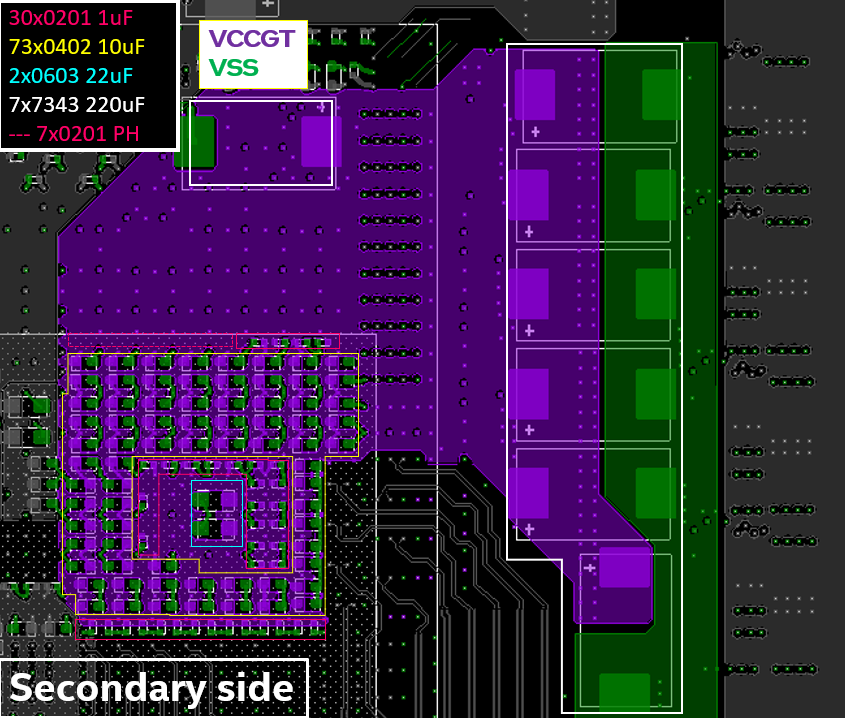 30x0201 1uF
73x0402 10uF
2x0603 22uF
7x7343 220uF
--- 7x0201 PH
VCCGT
VSS
Secondary side